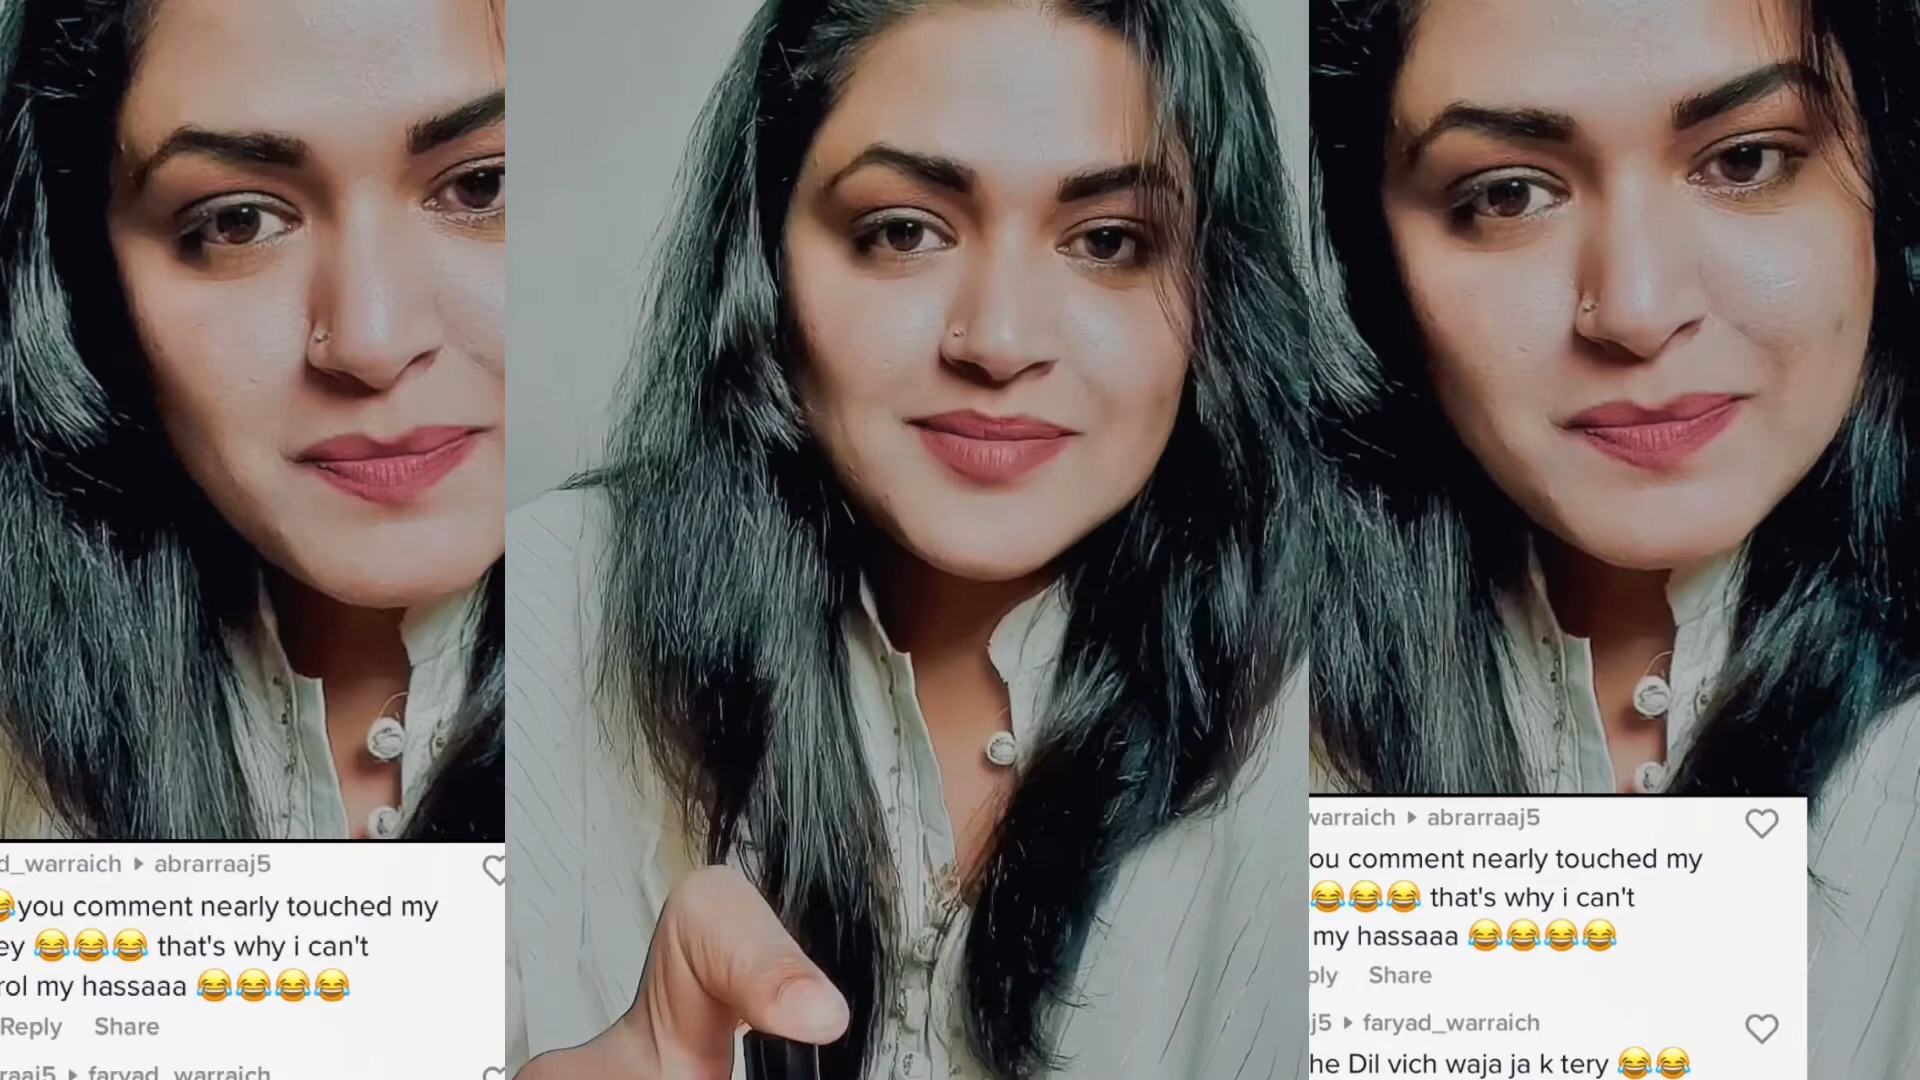 d_warraich ▸ abrarraaj5
😂you comment nearly touched my
ey 😂😂😂 that's why i can't
rol my hassaaa 😂😂😂😂
Reply Share
raaj5 ▸ faryad_warraich
warraich ▸ abrarraaj5
ou comment nearly touched my
😂😂😂 that's why i can't
my hassaaa 😂😂😂😂
ply Share
j5 ▸ faryad_warraich
he Dil vich waja ja k tery 😂😂